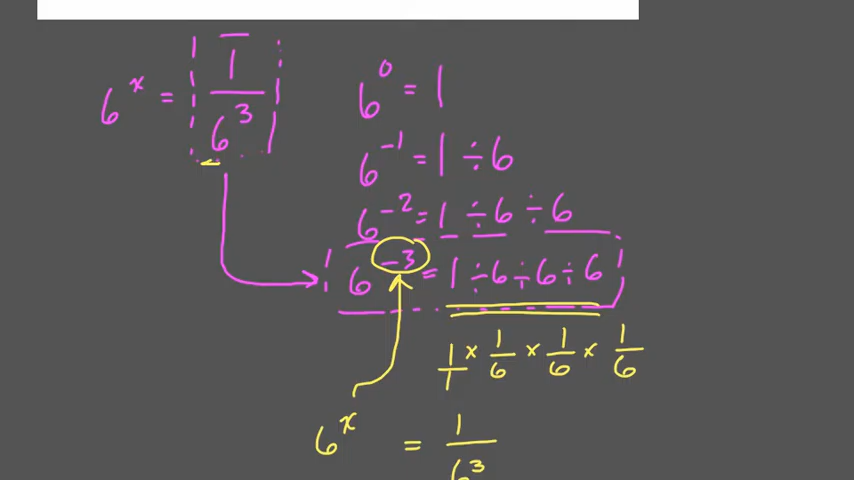 6^x = 1/6^3
6^0 = 1
6^-1 = 1 ÷ 6
6^-2 = 1 ÷ 6 ÷ 6
6^-3 = 1 ÷ 6 ÷ 6 ÷ 6
1/1 × 1/6 × 1/6 × 1/6
6^x = 1/6^3